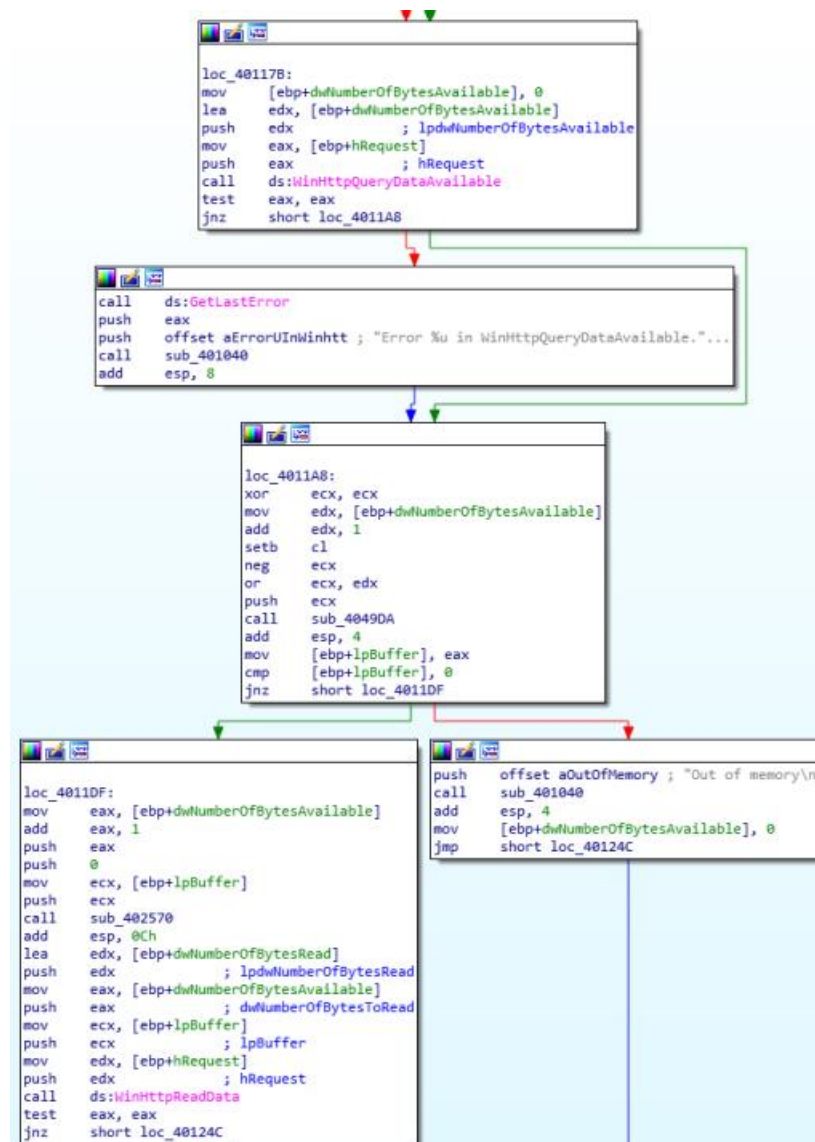 loc_40117B:
mov [ebp+dwNumberOfBytesAvailable], 0
lea edx, [ebp+dwNumberOfBytesAvailable]
push edx ; lpdwNumberOfBytesAvailable
mov eax, [ebp+hRequest]
push eax ; hRequest
call ds:WinHttpQueryDataAvailable
test eax, eax
jnz short loc_4011A8
call ds:GetLastError
push eax
push offset aErrorUInWinhtt ; "Error %u in WinHttpQueryDataAvailable."...
call sub_401040
add esp, 8
loc_4011A8:
xor ecx, ecx
mov edx, [ebp+dwNumberOfBytesAvailable]
add edx, 1
setb cl
neg ecx
or ecx, edx
push ecx
call sub_4049DA
add esp, 4
mov [ebp+lpBuffer], eax
cmp [ebp+lpBuffer], 0
jnz short loc_4011DF
loc_4011DF:
mov eax, [ebp+dwNumberOfBytesAvailable]
add eax, 1
push eax
push 0
mov ecx, [ebp+lpBuffer]
push ecx
call sub_402570
add esp, 0Ch
lea edx, [ebp+dwNumberOfBytesRead]
push edx ; lpdwNumberOfBytesRead
mov eax, [ebp+dwNumberOfBytesAvailable]
push eax ; dwNumberOfBytesToRead
mov ecx, [ebp+lpBuffer]
push ecx ; lpBuffer
mov edx, [ebp+hRequest]
push edx ; hRequest
call ds:WinHttpReadData
test eax, eax
jnz short loc_40124C
push offset aOutOfMemory ; "Out of memory\n
call sub_401040
add esp, 4
mov [ebp+dwNumberOfBytesAvailable], 0
jmp short loc_40124C